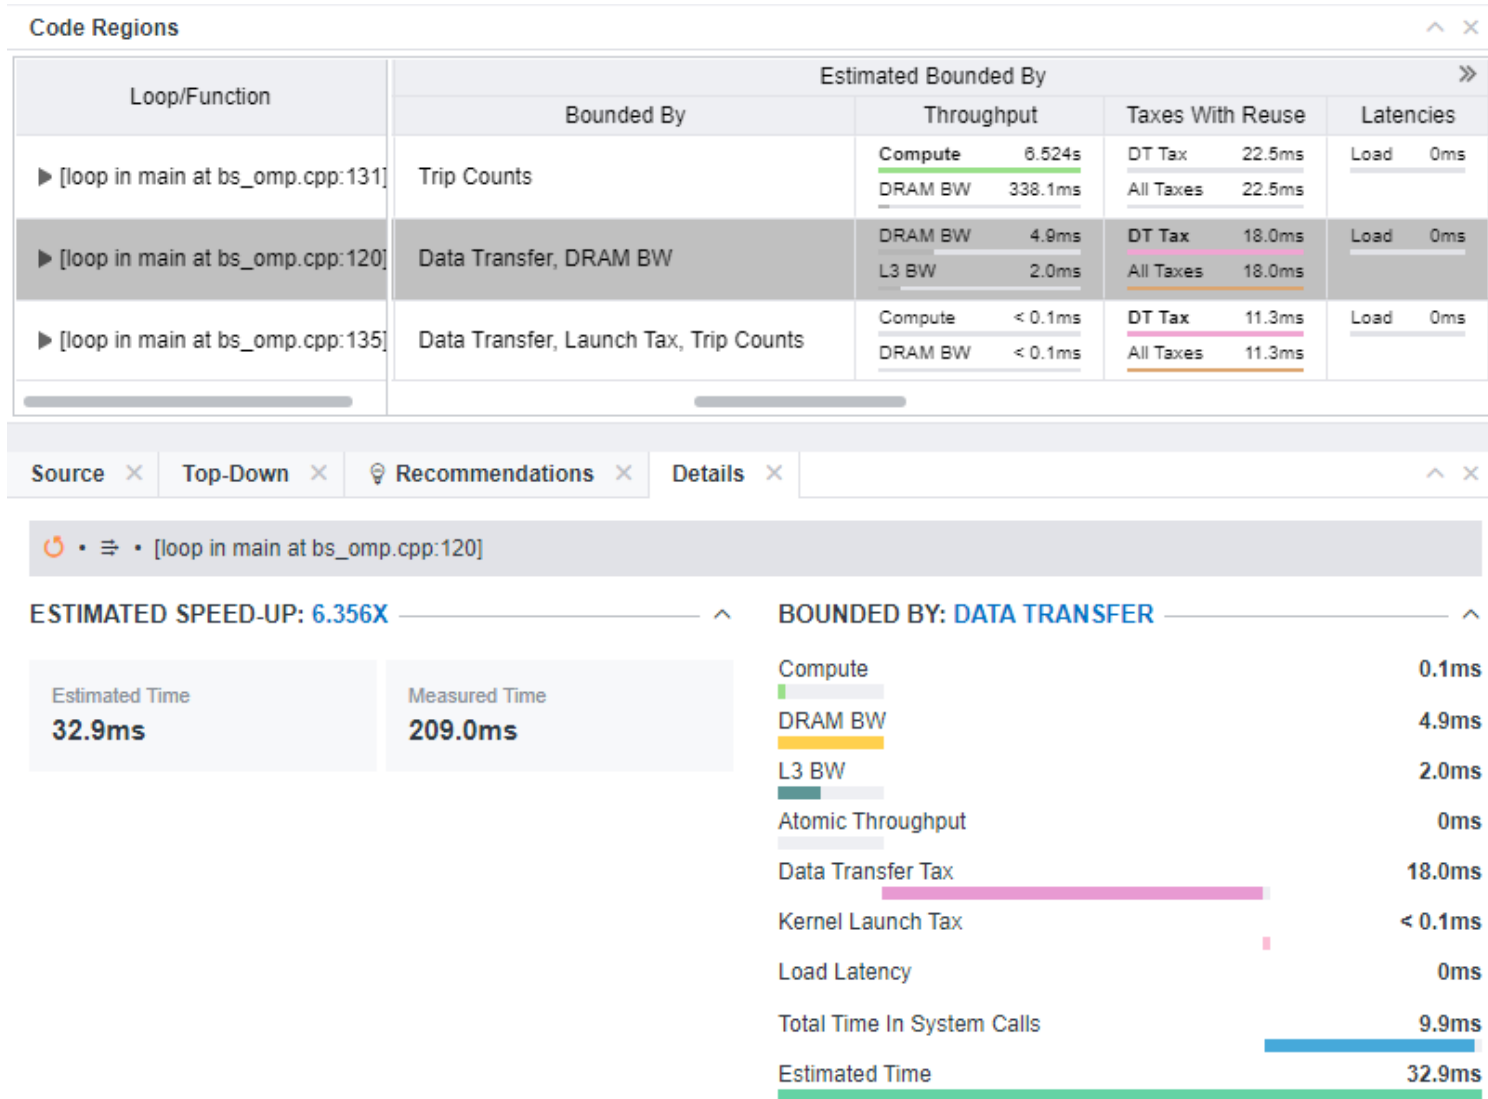 Code Regions
Loop/Function
Estimated Bounded By
Bounded By
Throughput
Taxes With Reuse
Latencies
[loop in main at bs_omp.cpp:131]
Trip Counts
Compute 6.524s
DRAM BW 338.1ms
DT Tax 22.5ms
All Taxes 22.5ms
Load 0ms
[loop in main at bs_omp.cpp:120]
Data Transfer, DRAM BW
DRAM BW 4.9ms
L3 BW 2.0ms
DT Tax 18.0ms
All Taxes 18.0ms
Load 0ms
[loop in main at bs_omp.cpp:135]
Data Transfer, Launch Tax, Trip Counts
Compute < 0.1ms
DRAM BW < 0.1ms
DT Tax 11.3ms
All Taxes 11.3ms
Load 0ms
Source Top-Down Recommendations Details
[loop in main at bs_omp.cpp:120]
ESTIMATED SPEED-UP: 6.356X
Estimated Time
32.9ms
Measured Time
209.0ms
BOUNDED BY: DATA TRANSFER
Compute 0.1ms
DRAM BW 4.9ms
L3 BW 2.0ms
Atomic Throughput 0ms
Data Transfer Tax 18.0ms
Kernel Launch Tax < 0.1ms
Load Latency 0ms
Total Time In System Calls 9.9ms
Estimated Time 32.9ms